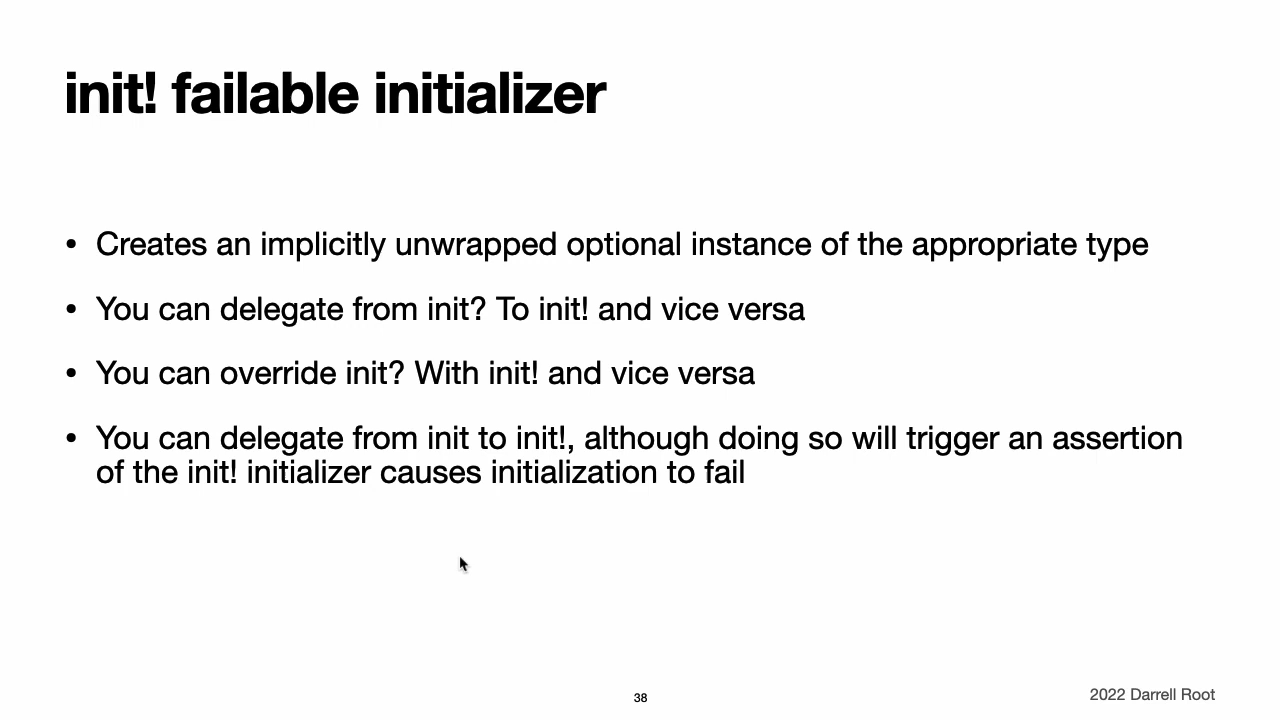 init! failable initializer
• Creates an implicitly unwrapped optional instance of the appropriate type
• You can delegate from init? To init! and vice versa
• You can override init? With init! and vice versa
• You can delegate from init to init!, although doing so will trigger an assertion
of the init! initializer causes initialization to fail
38
2022 Darrell Root